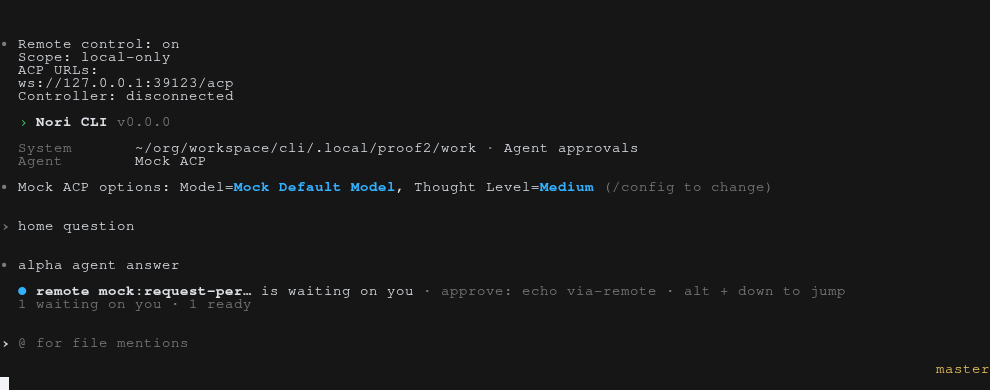 • Remote control: on
Scope: local-only
ACP URLs:
ws://127.0.0.1:39123/acp
Controller: disconnected
› Nori CLI v0.0.0
System ~/org/workspace/cli/.local/proof2/work · Agent approvals
Agent Mock ACP
• Mock ACP options: Model=Mock Default Model, Thought Level=Medium (/config to change)
› home question
• alpha agent answer
● remote mock:request-per… is waiting on you · approve: echo via-remote · alt + down to jump
1 waiting on you · 1 ready
› @ for file mentions
master